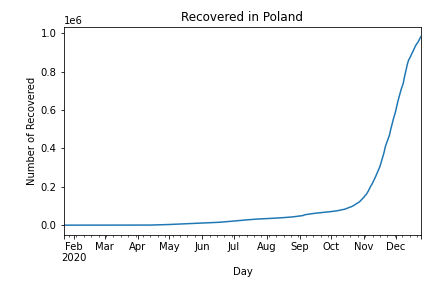 Recovered in Poland
1e6
1.0
0.8
0.6
0.4
0.2
0.0
Number of Recovered
Feb Mar Apr May Jun Jul Aug Sep Oct Nov Dec
2020
Day